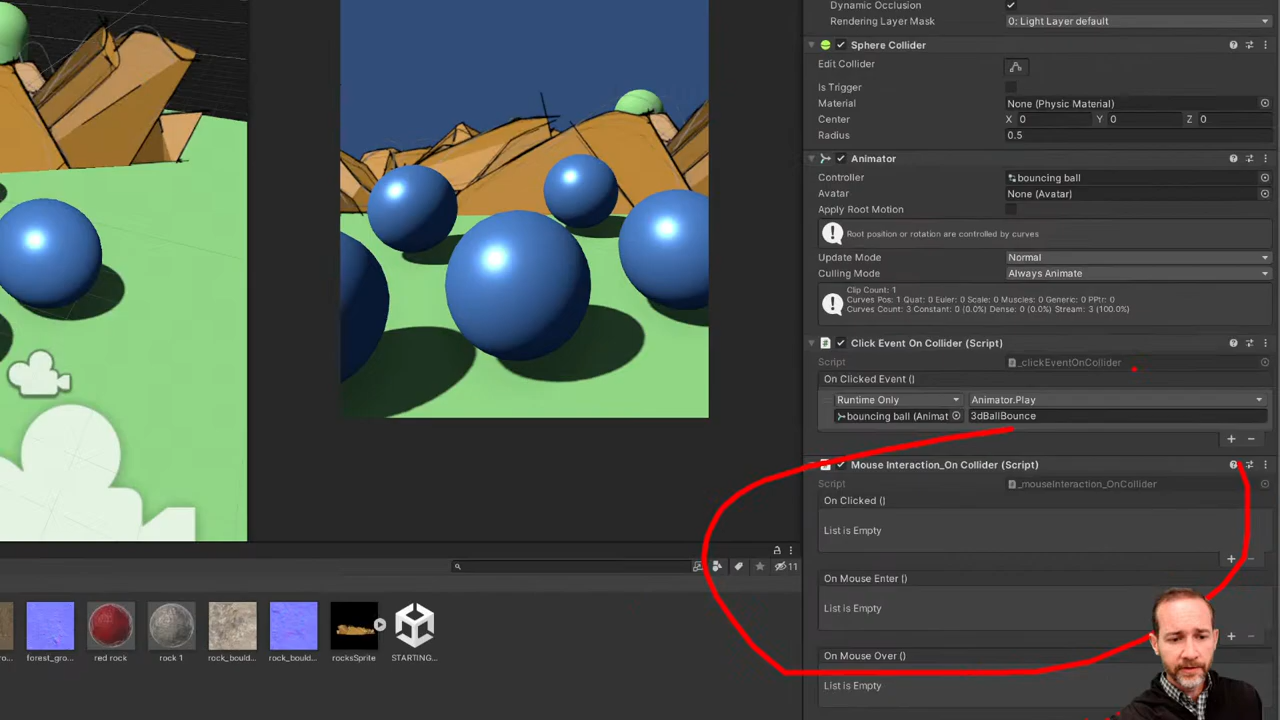 Dynamic Occlusion
Rendering Layer Mask 0: Light Layer default
Sphere Collider
Edit Collider
Is Trigger
Material None (Physic Material)
Center X 0 Y 0 Z 0
Radius 0.5
Animator
Controller bouncing ball
Avatar None (Avatar)
Apply Root Motion
Root position or rotation are controlled by curves
Update Mode Normal
Culling Mode Always Animate
Clip Count: 1
Curves Pos: 1 Quat: 0 Euler: 0 Scale: 0 Muscles: 0 Generic: 0 PPtr: 0
Curves Count: 3 Constant: 0 (0.0%) Dense: 0 (0.0%) Stream: 3 (100.0%)
Click Event On Collider (Script)
Script _clickEventOnCollider
On Clicked Event ()
Runtime Only Animator.Play
bouncing ball (Animat 3dBallBounce
Mouse Interaction_On Collider (Script)
Script _mouseInteraction_OnCollider
On Clicked ()
List is Empty
On Mouse Enter ()
List is Empty
On Mouse Over ()
List is Empty
11
ro... forest_gro... red rock rock 1 rock_bould... rock_bould... rocksSprite STARTING...